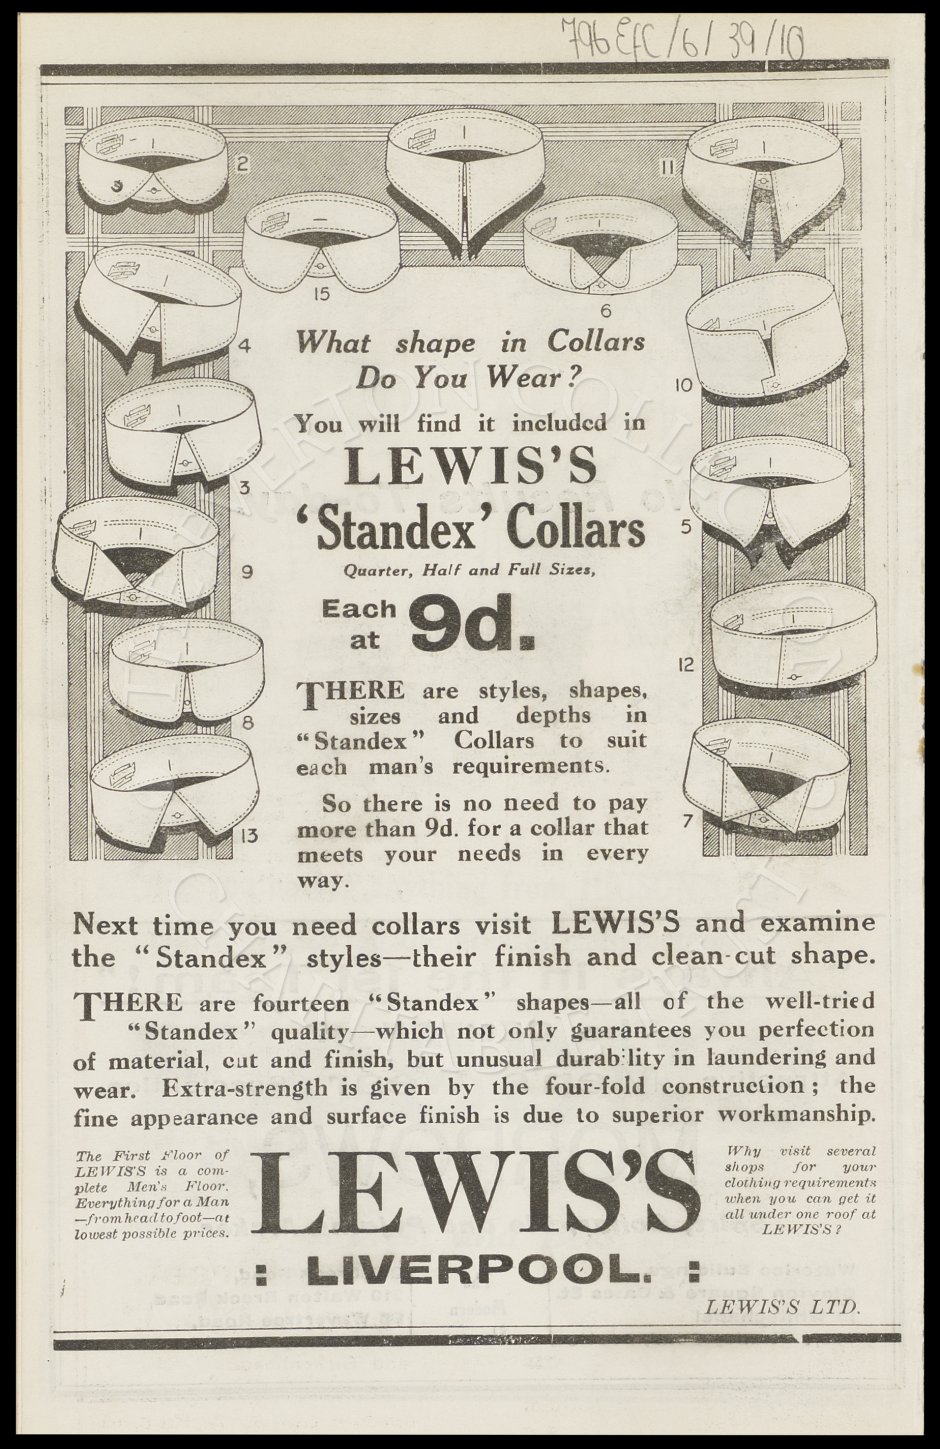 796 EFC/6/39/10
2
11
15
6
4
10
3
5
9
12
8
7
13
What shape in Collars
Do You Wear?
You will find it included in
LEWIS'S
'Standex' Collars
Quarter, Half and Full Sizes,
Each at 9d.
THERE are styles, shapes,
sizes and depths in
"Standex" Collars to suit
each man's requirements.
So there is no need to pay
more than 9d. for a collar that
meets your needs in every
way.
Next time you need collars visit LEWIS'S and examine
the "Standex" styles—their finish and clean-cut shape.
THERE are fourteen "Standex" shapes—all of the well-tried
"Standex" quality—which not only guarantees you perfection
of material, cut and finish, but unusual durability in laundering and
wear. Extra-strength is given by the four-fold construction; the
fine appearance and surface finish is due to superior workmanship.
The First Floor of
LEWIS'S is a com-
plete Men's Floor.
Everything for a Man
—from head to foot—at
lowest possible prices.
LEWIS'S
: LIVERPOOL. :
Why visit several
shops for your
clothing requirements
when you can get it
all under one roof at
LEWIS'S?
LEWIS'S LTD.